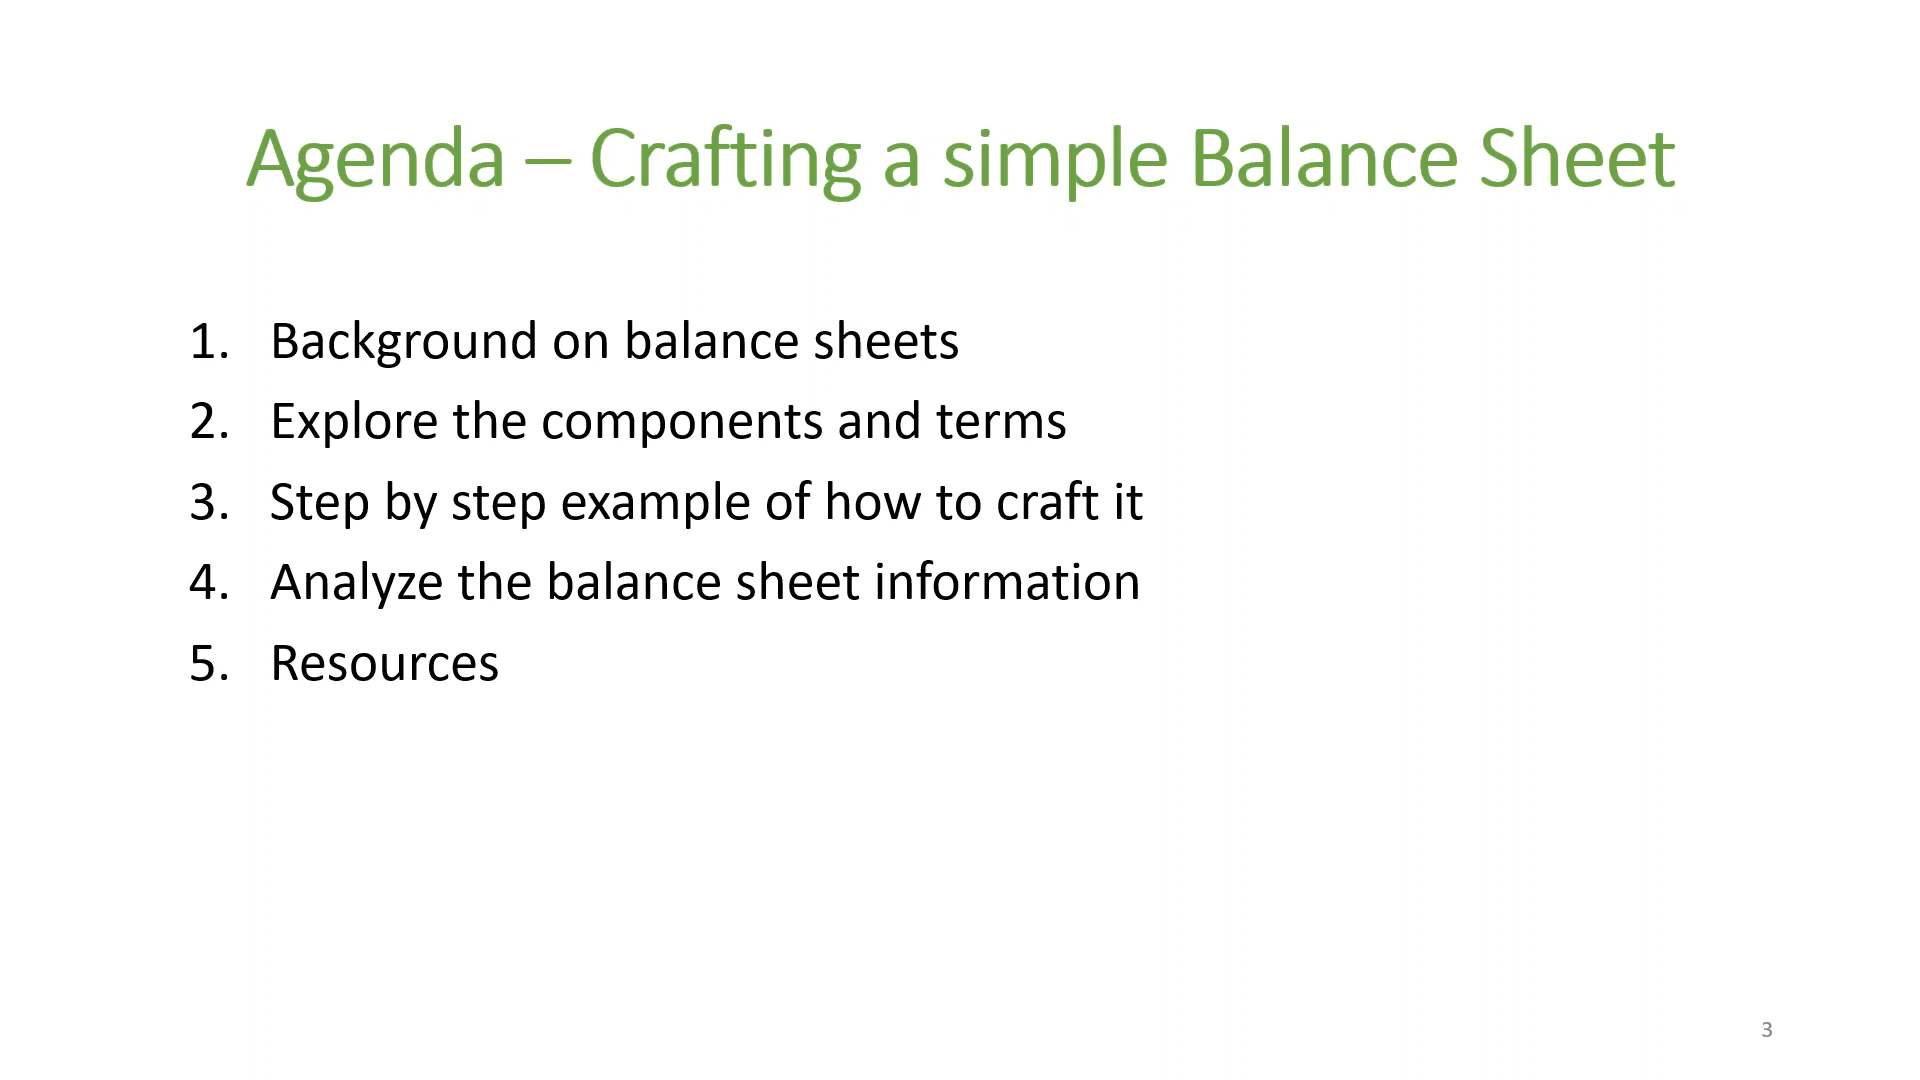 Agenda – Crafting a simple Balance Sheet
1. Background on balance sheets
2. Explore the components and terms
3. Step by step example of how to craft it
4. Analyze the balance sheet information
5. Resources
3